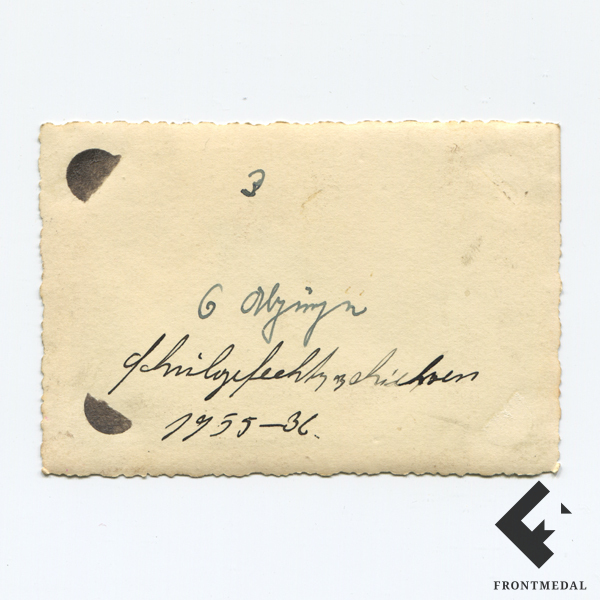 3
6 Abzüge
Schulgefechtsschießen
1935-36.
FRONTMEDAL